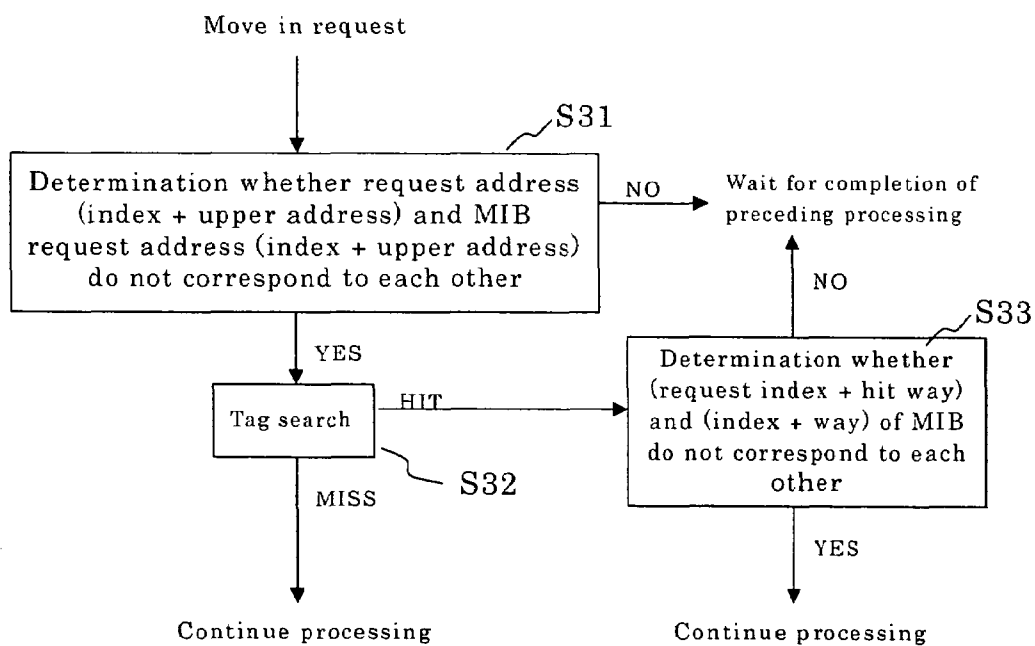 Move in request
S31
Determination whether request address
(index + upper address) and MIB
request address (index + upper address)
do not correspond to each other
NO
Wait for completion of
preceding processing
NO
S33
YES
Tag search
HIT
Determination whether
(request index + hit way)
and (index + way) of MIB
do not correspond to each
other
S32
MISS
YES
Continue processing
Continue processing